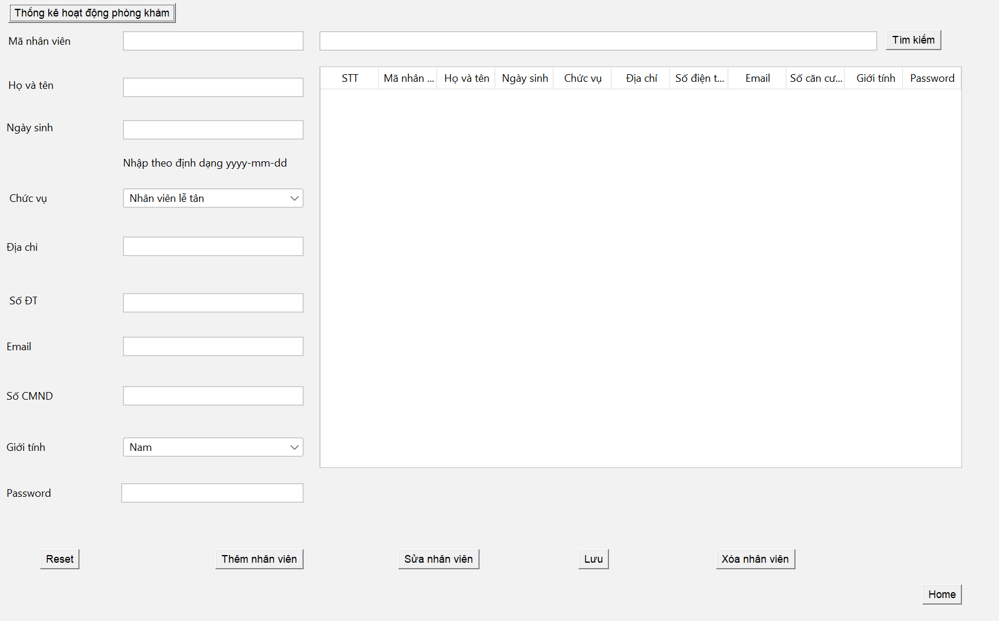 Thống kê hoạt động phòng khám
Mã nhân viên
Tìm kiếm
STT Mã nhân ... Họ và tên Ngày sinh Chức vụ Địa chỉ Số điện t... Email Số căn cư... Giới tính Password
Họ và tên
Ngày sinh
Nhập theo định dạng yyyy-mm-dd
Chức vụ
Nhân viên lễ tân
Địa chỉ
Số ĐT
Email
Số CMND
Giới tính
Nam
Password
Reset
Thêm nhân viên
Sửa nhân viên
Lưu
Xóa nhân viên
Home